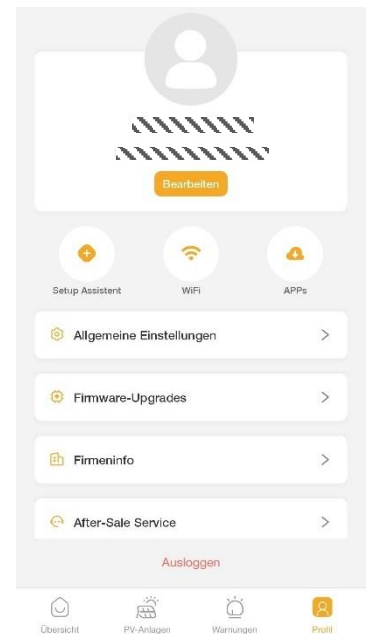 Bearbeiten
Setup Assistent
WiFi
APPs
Allgemeine Einstellungen
Firmware-Upgrades
Firmeninfo
After-Sale Service
Ausloggen
Übersicht
PV-Anlagen
Warnungen
Profil